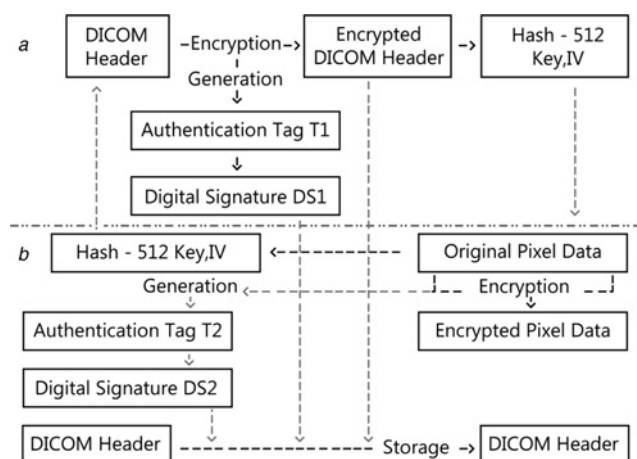 a
DICOM
Header
Encryption
Generation
Encrypted
DICOM Header
Hash - 512
Key,IV
Authentication Tag T1
Digital Signature DS1
b
Hash - 512 Key,IV
Original Pixel Data
Generation
Encryption
Authentication Tag T2
Encrypted Pixel Data
Digital Signature DS2
DICOM Header
Storage
DICOM Header